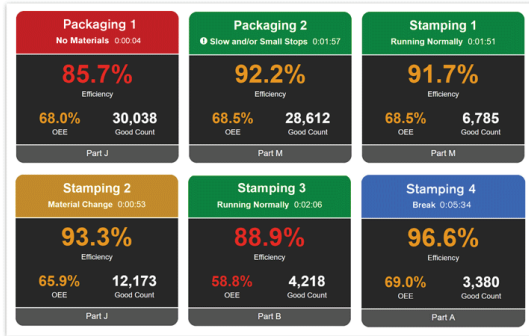 Packaging 1
No Materials 0:00:04
85.7%
Efficiency
68.0% 30,038
OEE Good Count
Part J
Packaging 2
Slow and/or Small Stops 0:01:57
92.2%
Efficiency
68.5% 28,612
OEE Good Count
Part M
Stamping 1
Running Normally 0:01:51
91.7%
Efficiency
68.5% 6,785
OEE Good Count
Part M
Stamping 2
Material Change 0:00:53
93.3%
Efficiency
65.9% 12,173
OEE Good Count
Part J
Stamping 3
Running Normally 0:02:06
88.9%
Efficiency
58.8% 4,218
OEE Good Count
Part B
Stamping 4
Break 0:05:34
96.6%
Efficiency
69.0% 3,380
OEE Good Count
Part A